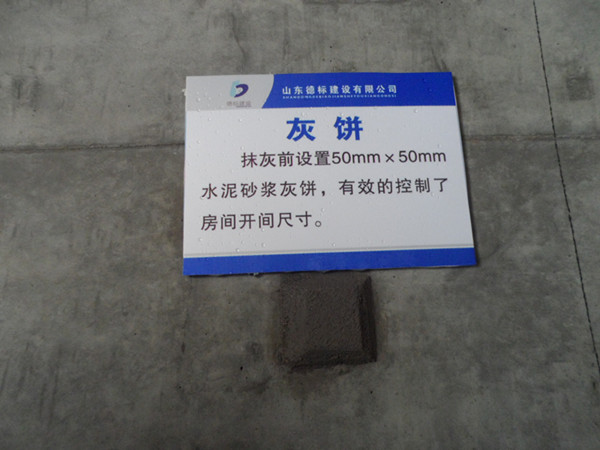 山东德标建设有限公司
灰饼
抹灰前设置50mm×50mm
水泥砂浆灰饼，有效的控制了
房间开间尺寸。